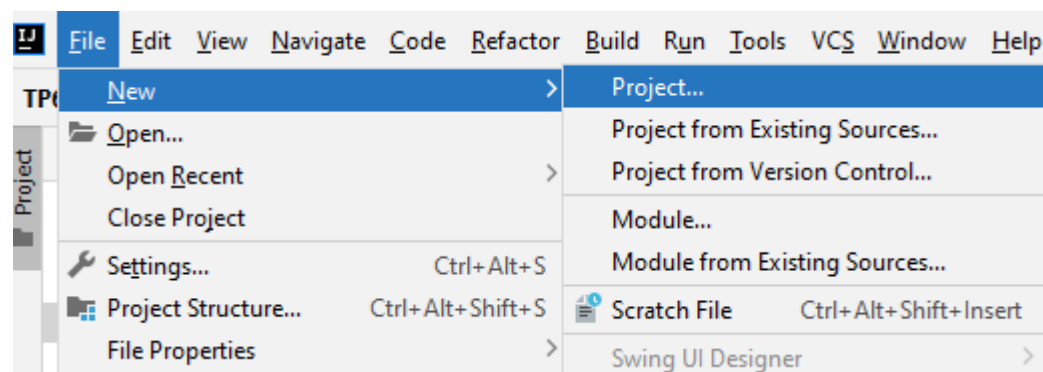 IJ File Edit View Navigate Code Refactor Build Run Tools VCS Window Help
TP6
Project
New
Open...
Open Recent
Close Project
Settings... Ctrl+Alt+S
Project Structure... Ctrl+Alt+Shift+S
File Properties
Project...
Project from Existing Sources...
Project from Version Control...
Module...
Module from Existing Sources...
Scratch File Ctrl+Alt+Shift+Insert
Swing UI Designer